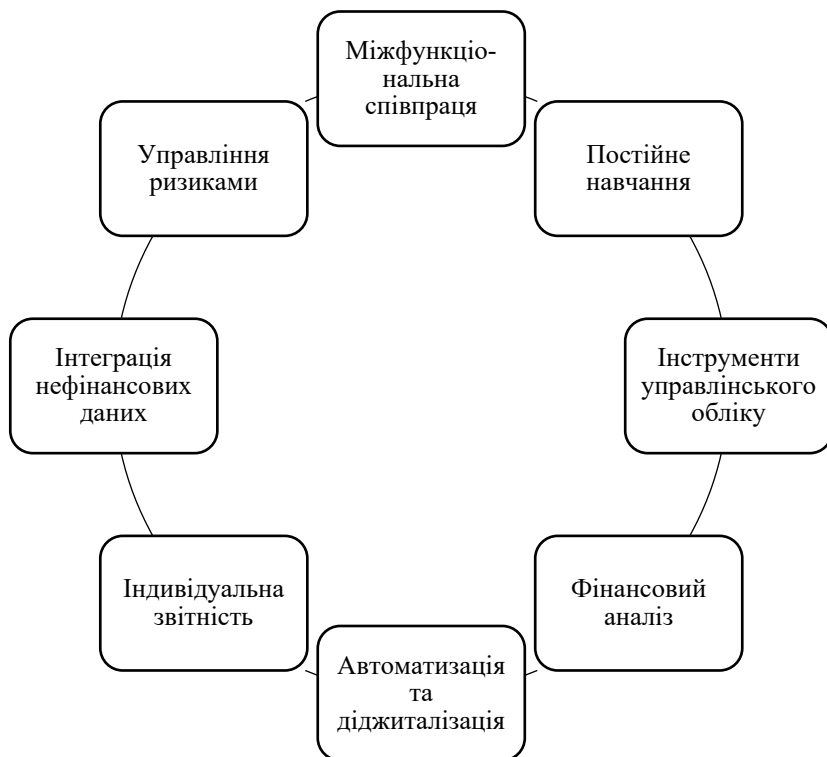 Міжфункціо-
нальна
співпраця
Постійне
навчання
Інструменти
управлінського
обліку
Фінансовий
аналіз
Автоматизація
та
діджиталізація
Індивідуальна
звітність
Інтеграція
нефінансових
даних
Управління
ризиками